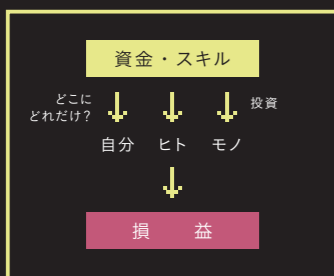 資金・スキル
どこに
どれだけ?
投資
自分 ヒト モノ
損 益